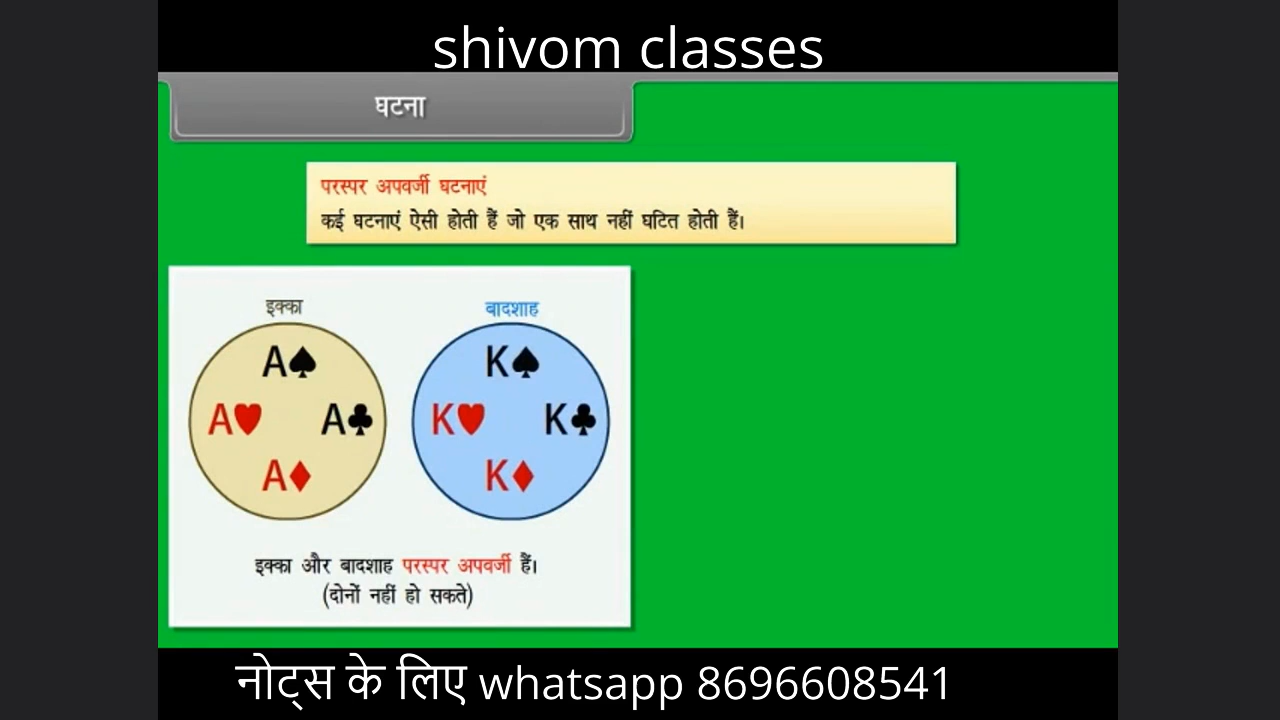 shivom classes
घटना
परस्पर अपवर्जी घटनाएं
कई घटनाएं ऐसी होती हैं जो एक साथ नहीं घटित होती हैं।
इक्का
बादशाह
A♠
K♠
A♥ A♣
K♥ K♣
A♦
K♦
इक्का और बादशाह परस्पर अपवर्जी हैं।
(दोनों नहीं हो सकते)
नोट्स के लिए whatsapp 8696608541